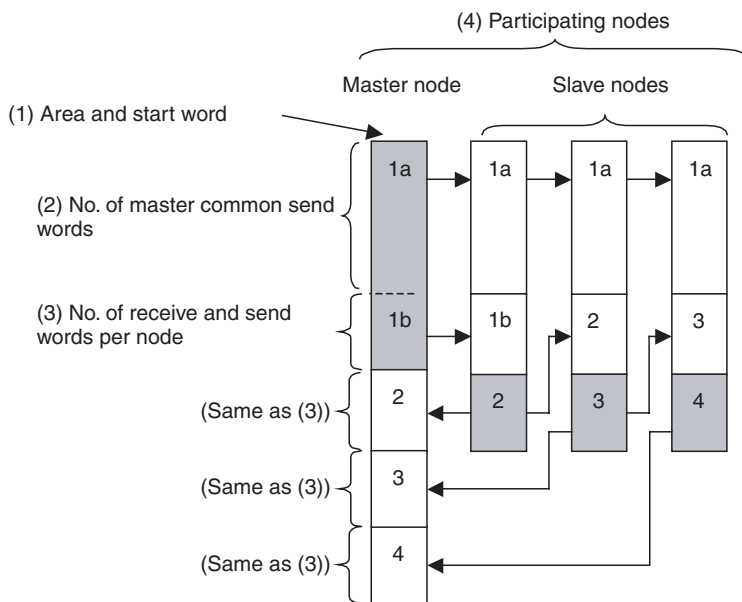 (4) Participating nodes
Master node
Slave nodes
(1) Area and start word
1a
1a
1a
1a
(2) No. of master common send
words
(3) No. of receive and send
words per node
1b
1b
2
3
(Same as (3))
2
2
3
4
(Same as (3))
3
(Same as (3))
4